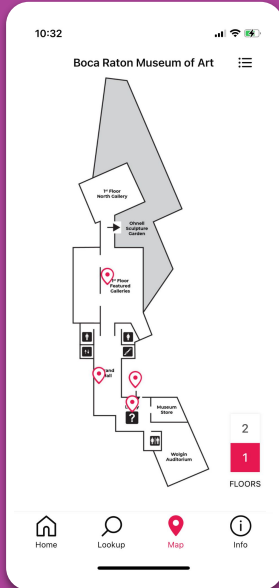 10:32
Boca Raton Museum of Art
1st Floor
North Gallery
Ohnell
Sculpture
Garden
Floor
Featured
Galleries
Museum
Store
?
Wolgin
Auditorium
2
1
FLOORS
Home
Lookup
Map
Info